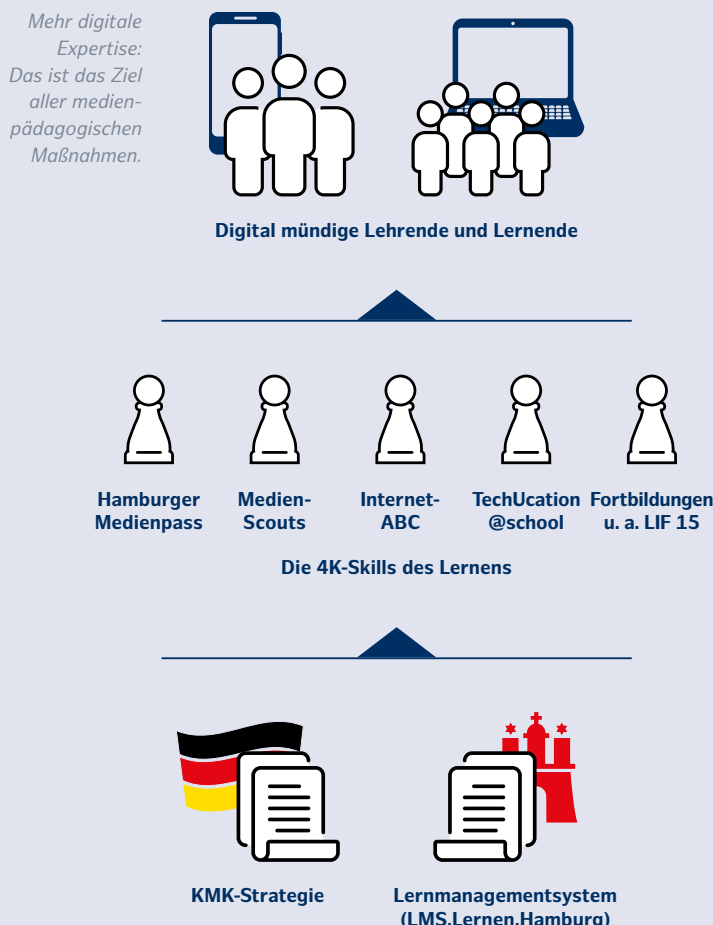 Mehr digitale
Expertise:
Das ist das Ziel
aller medien-
pädagogischen
Maßnahmen.
Digital mündige Lehrende und Lernende
Hamburger
Medienpass
Medien-
Scouts
Internet-
ABC
TechUcation
@school
Fortbildungen
u. a. LIF 15
Die 4K-Skills des Lernens
KMK-Strategie
Lernmanagementsystem
(LMS.Lernen.Hamburg)